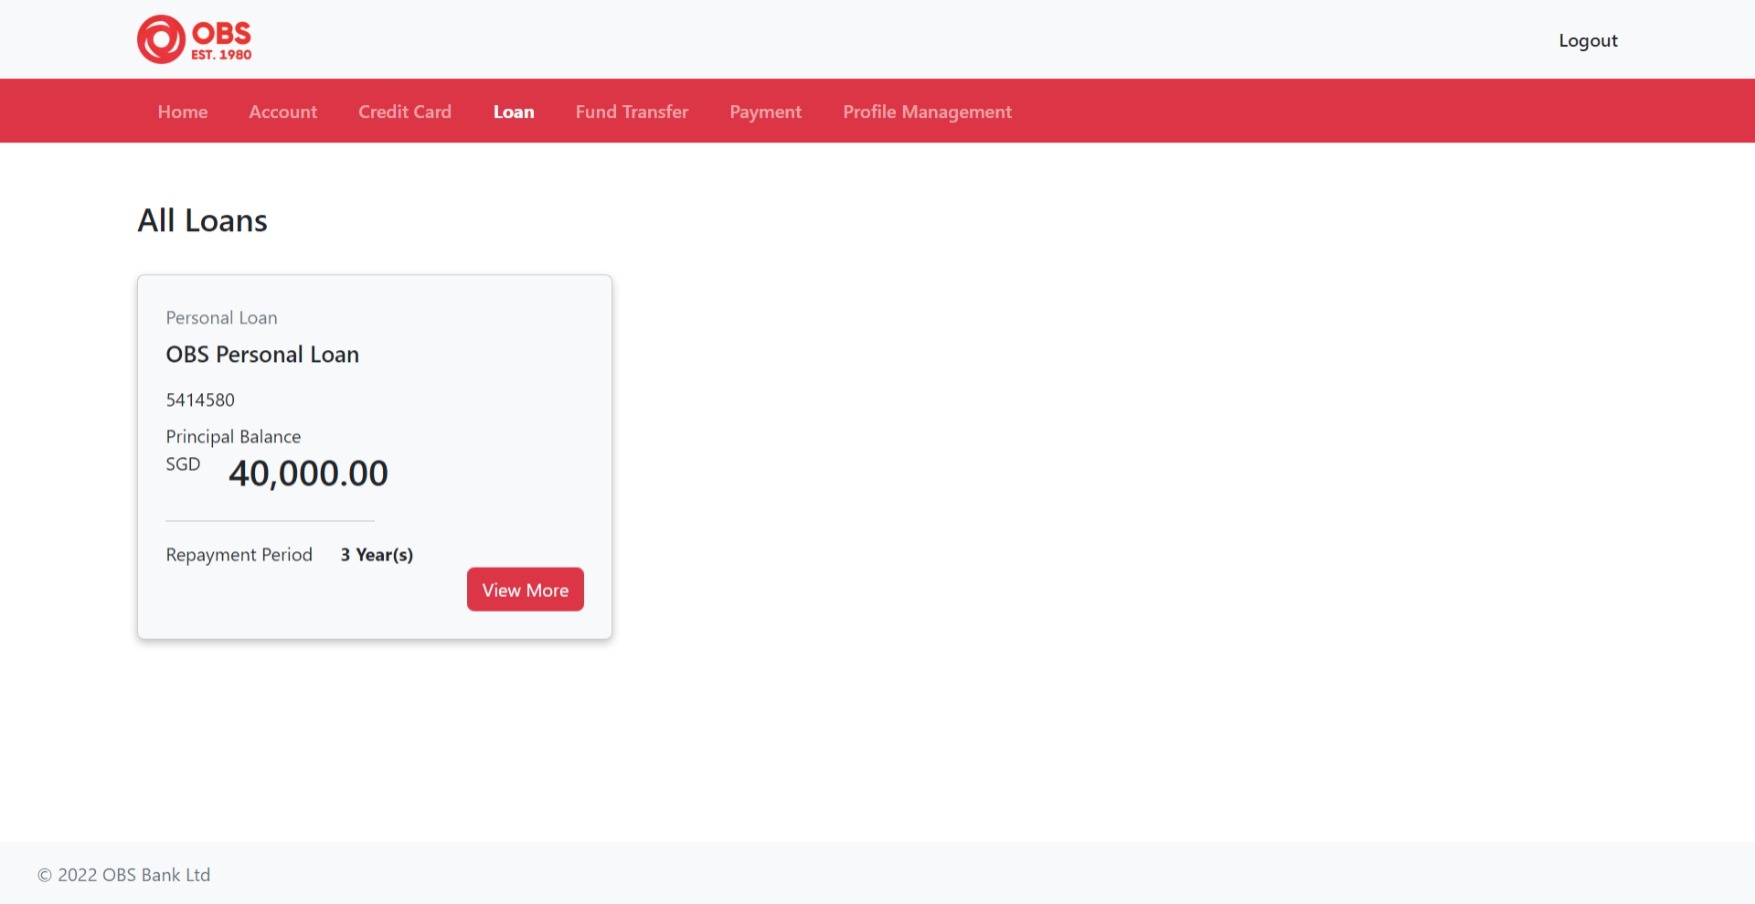 OBS
EST. 1980
Logout
Home Account Credit Card Loan Fund Transfer Payment Profile Management
All Loans
Personal Loan
OBS Personal Loan
5414580
Principal Balance
SGD 40,000.00
Repayment Period 3 Year(s)
View More
© 2022 OBS Bank Ltd